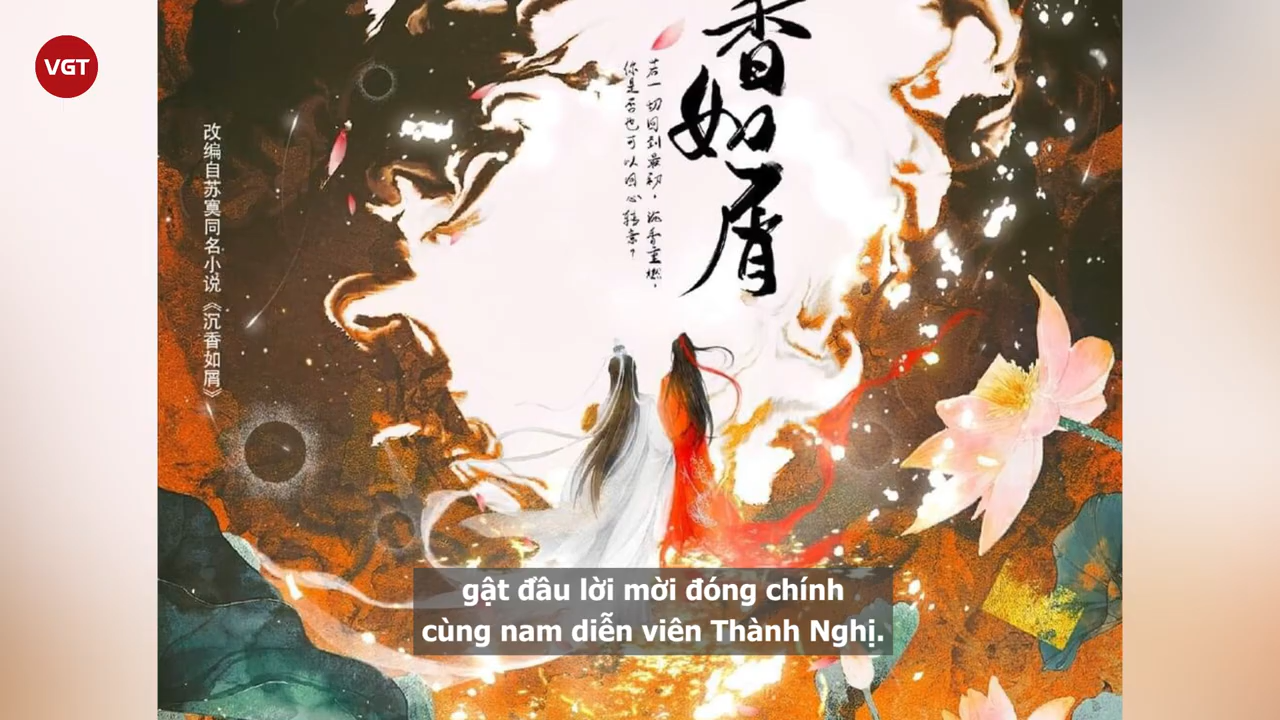 VGT
香如屑
若一切回到最初，沉香重燃，
你是否也可以回心转意？
改编自苏寞同名小说《沉香如屑》
gật đầu lời mời đóng chính
cùng nam diễn viên Thành Nghị.